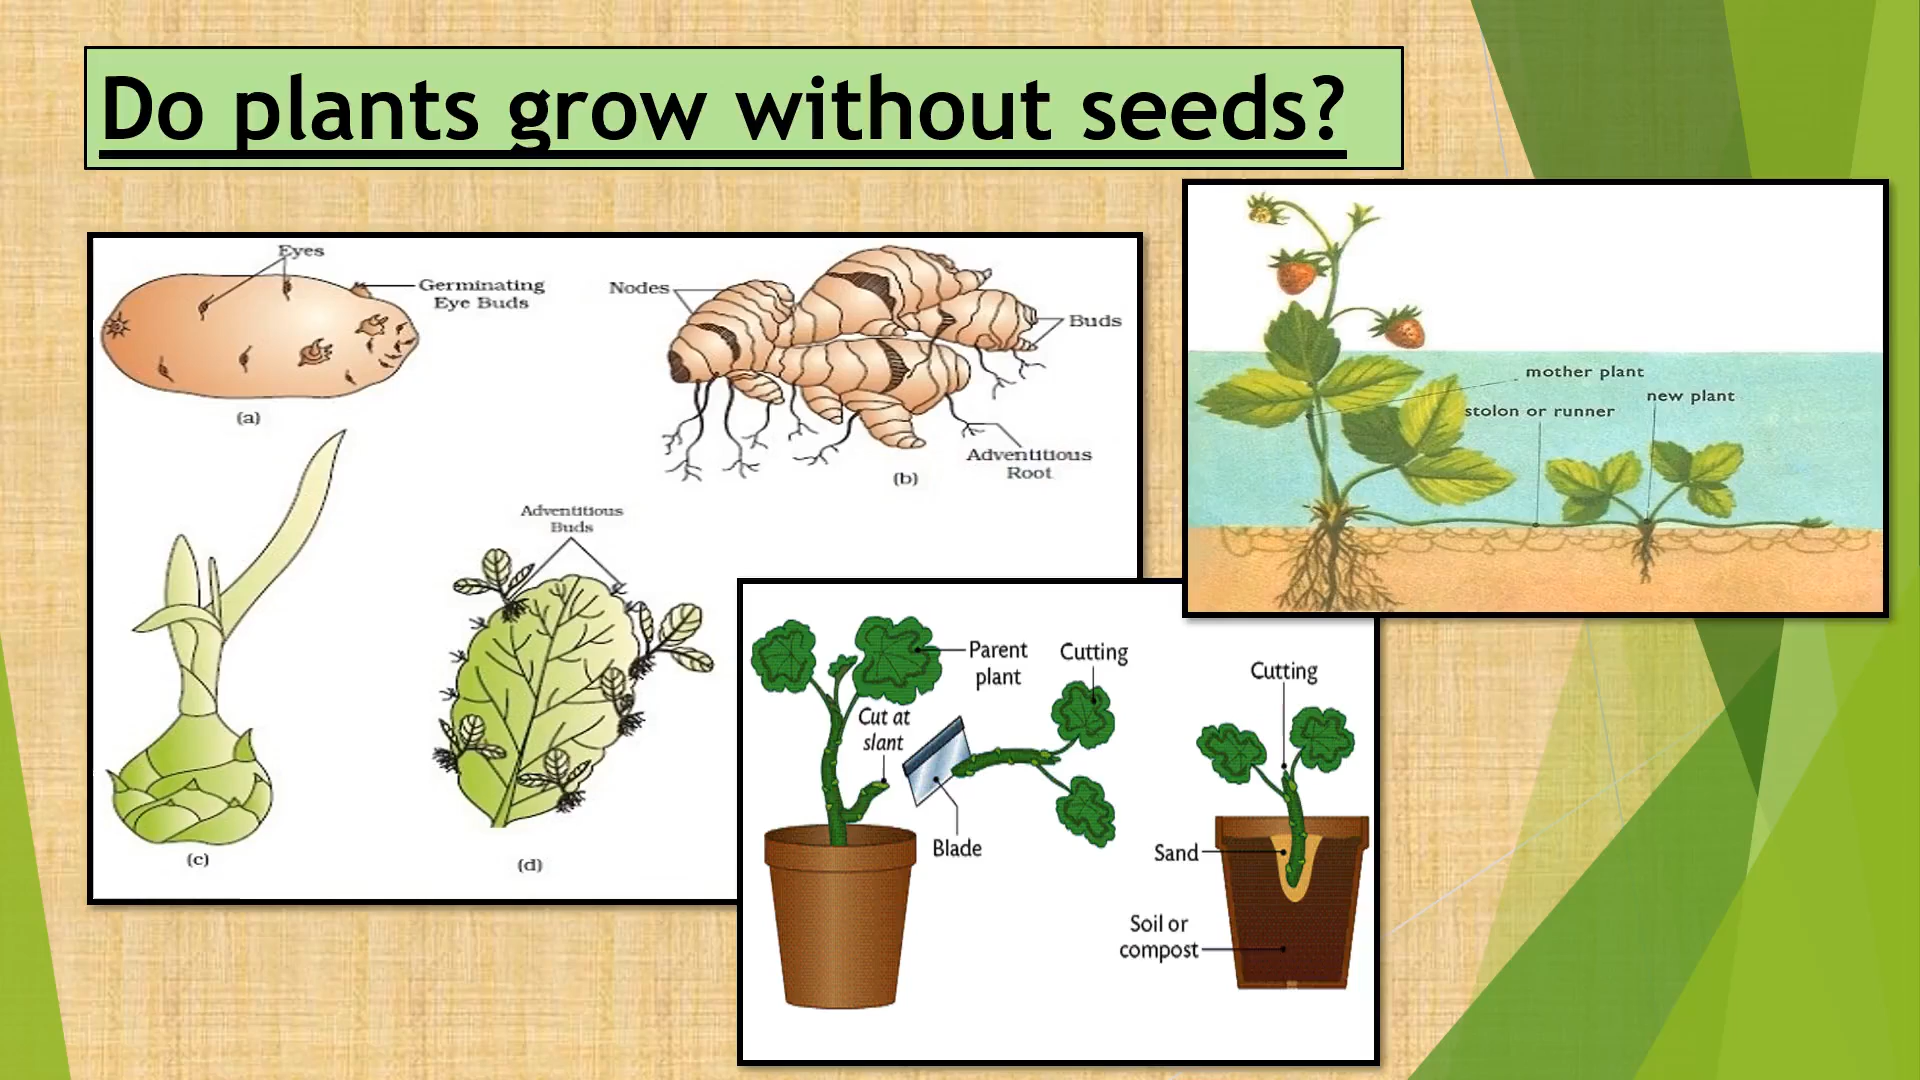 Do plants grow without seeds?
Eyes
Germinating
Eye Buds
(a)
Nodes
Buds
Adventitious
Root
(b)
(c)
Adventitious
Buds
(d)
mother plant
stolon or runner
new plant
Parent
plant
Cutting
Cut at
slant
Blade
Cutting
Sand
Soil or
compost